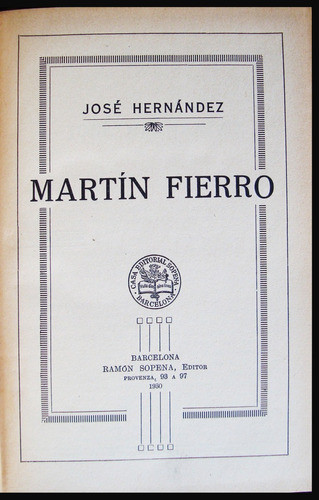 JOSÉ HERNÁNDEZ
MARTÍN FIERRO
CASA EDITORIAL SOPENA
BARCELONA
BARCELONA
RAMÓN SOPENA, Editor
PROVENZA, 93 A 97
1930